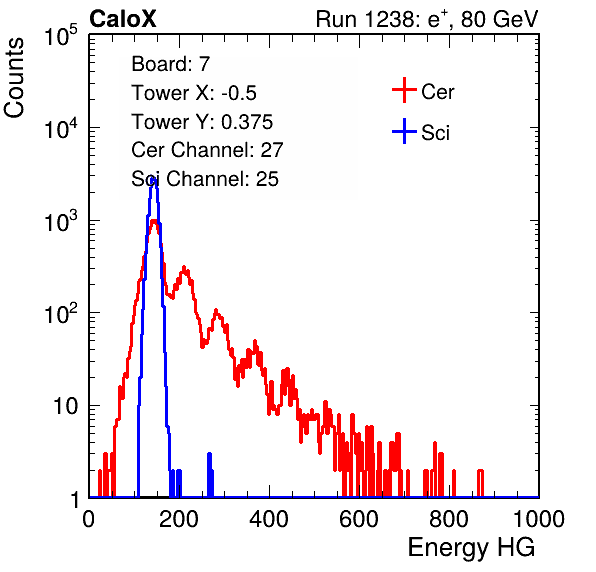 CaloX Run 1238: e⁺, 80 GeV
Counts
10⁵
10⁴
10³
10²
10
1
Board: 7
Tower X: -0.5
Tower Y: 0.375
Cer Channel: 27
Sci Channel: 25
Cer
Sci
0 200 400 600 800 1000
Energy HG